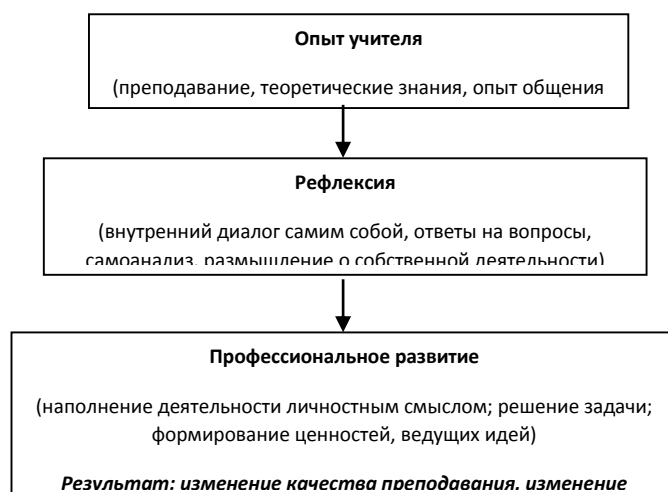 Опыт учителя
(преподавание, теоретические знания, опыт общения
Рефлексия
(внутренний диалог самим собой, ответы на вопросы,
самоанализ, размышление о собственной деятельности)
Профессиональное развитие
(наполнение деятельности личностным смыслом; решение задачи;
формирование ценностей, ведущих идей)
Результат: изменение качества преподавания, изменение